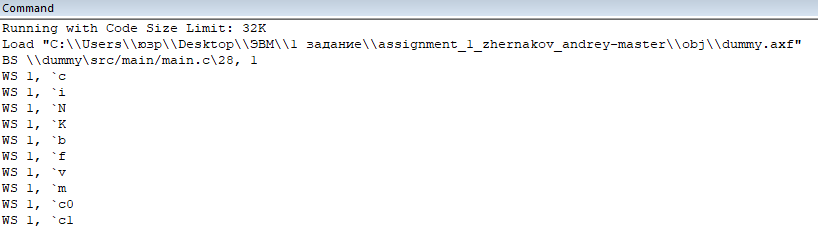 Command
Running with Code Size Limit: 32K
Load "C:\\Users\\юзр\\Desktop\\ЭВМ\\1 задание\\assignment_1_zhernakov_andrey-master\\obj\\dummy.axf"
BS \\dummy\src/main/main.c\28, 1
WS 1, `c
WS 1, `i
WS 1, `N
WS 1, `K
WS 1, `b
WS 1, `f
WS 1, `v
WS 1, `m
WS 1, `c0
WS 1, `c1